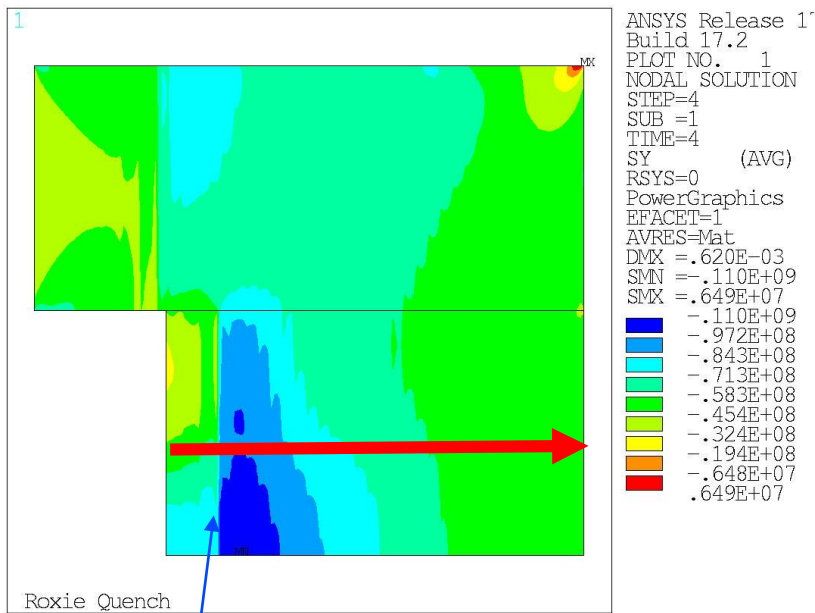 1
MX
MN
Roxie Quench
ANSYS Release 17
Build 17.2
PLOT NO. 1
NODAL SOLUTION
STEP=4
SUB =1
TIME=4
SY (AVG)
RSYS=0
PowerGraphics
EFACET=1
AVRES=Mat
DMX =.620E-03
SMN =-.110E+09
SMX =.649E+07
-.110E+09
-.972E+08
-.843E+08
-.713E+08
-.583E+08
-.454E+08
-.324E+08
-.194E+08
-.648E+07
.649E+07